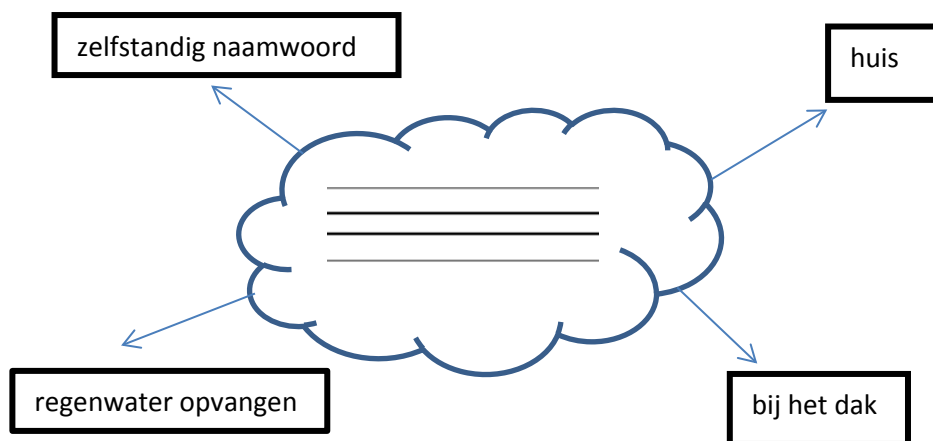 zelfstandig naamwoord
huis
regenwater opvangen
bij het dak